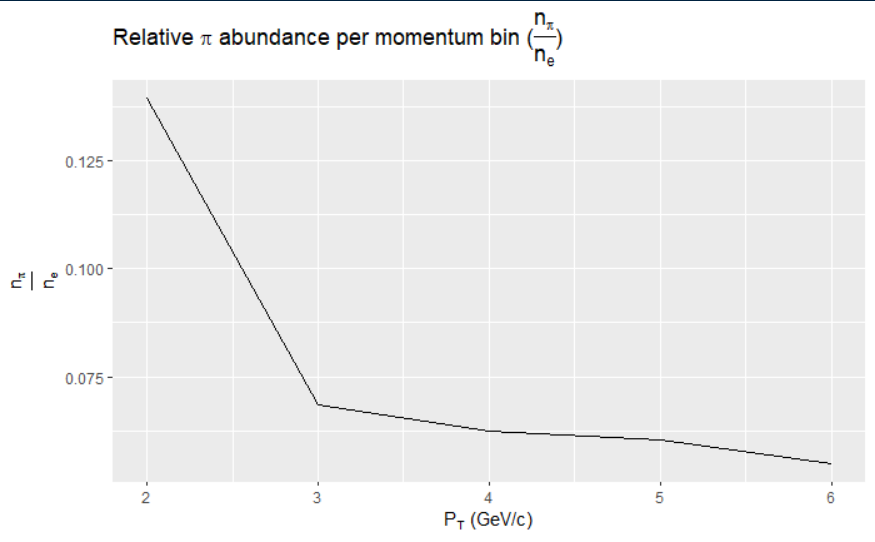 Relative π abundance per momentum bin (nπ/ne)
0.125
0.100
0.075
nπ/ne
2 3 4 5 6
PT (GeV/c)